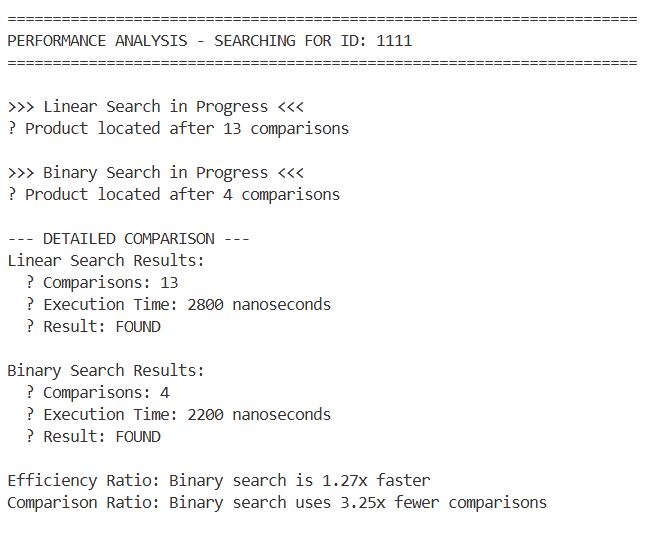 ======================================================================
PERFORMANCE ANALYSIS - SEARCHING FOR ID: 1111
======================================================================
>>> Linear Search in Progress <<<
? Product located after 13 comparisons
>>> Binary Search in Progress <<<
? Product located after 4 comparisons
--- DETAILED COMPARISON ---
Linear Search Results:
? Comparisons: 13
? Execution Time: 2800 nanoseconds
? Result: FOUND
Binary Search Results:
? Comparisons: 4
? Execution Time: 2200 nanoseconds
? Result: FOUND
Efficiency Ratio: Binary search is 1.27x faster
Comparison Ratio: Binary search uses 3.25x fewer comparisons